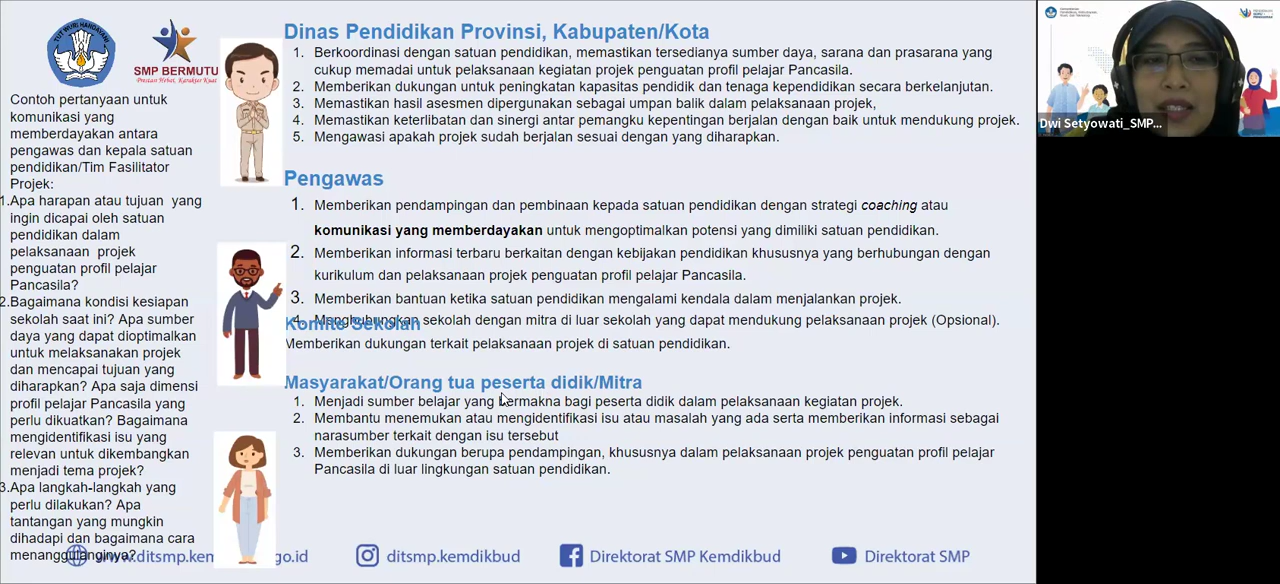 TUT WURI HANDAYANI
SMP BERMUTU
Prestasi Hebat, Karakter Kuat
Contoh pertanyaan untuk
komunikasi yang
memberdayakan antara
pengawas dan kepala satuan
pendidikan/Tim Fasilitator
Projek:
1.Apa harapan atau tujuan yang
ingin dicapai oleh satuan
pendidikan dalam
pelaksanaan projek
penguatan profil pelajar
Pancasila?
2.Bagaimana kondisi kesiapan
sekolah saat ini? Apa sumber
daya yang dapat dioptimalkan
untuk melaksanakan projek
dan mencapai tujuan yang
diharapkan? Apa saja dimensi
profil pelajar Pancasila yang
perlu dikuatkan? Bagaimana
mengidentifikasi isu yang
relevan untuk dikembangkan
menjadi tema projek?
3.Apa langkah-langkah yang
perlu dilakukan? Apa
tantangan yang mungkin
dihadapi dan bagaimana cara
menanggulanginya?
Dinas Pendidikan Provinsi, Kabupaten/Kota
1. Berkoordinasi dengan satuan pendidikan, memastikan tersedianya sumber daya, sarana dan prasarana yang
cukup memadai untuk pelaksanaan kegiatan projek penguatan profil pelajar Pancasila.
2. Memberikan dukungan untuk peningkatan kapasitas pendidik dan tenaga kependidikan secara berkelanjutan.
3. Memastikan hasil asesmen dipergunakan sebagai umpan balik dalam pelaksanaan projek,
4. Memastikan keterlibatan dan sinergi antar pemangku kepentingan berjalan dengan baik untuk mendukung projek.
5. Mengawasi apakah projek sudah berjalan sesuai dengan yang diharapkan.
Pengawas
1. Memberikan pendampingan dan pembinaan kepada satuan pendidikan dengan strategi coaching atau
komunikasi yang memberdayakan untuk mengoptimalkan potensi yang dimiliki satuan pendidikan.
2. Memberikan informasi terbaru berkaitan dengan kebijakan pendidikan khususnya yang berhubungan dengan
kurikulum dan pelaksanaan projek penguatan profil pelajar Pancasila.
3. Memberikan bantuan ketika satuan pendidikan mengalami kendala dalam menjalankan projek.
4. Menghubungkan sekolah dengan mitra di luar sekolah yang dapat mendukung pelaksanaan projek (Opsional).
Komite Sekolah
Memberikan dukungan terkait pelaksanaan projek di satuan pendidikan.
Masyarakat/Orang tua peserta didik/Mitra
1. Menjadi sumber belajar yang bermakna bagi peserta didik dalam pelaksanaan kegiatan projek.
2. Membantu menemukan atau mengidentifikasi isu atau masalah yang ada serta memberikan informasi sebagai
narasumber terkait dengan isu tersebut
3. Memberikan dukungan berupa pendampingan, khususnya dalam pelaksanaan projek penguatan profil pelajar
Pancasila di luar lingkungan satuan pendidikan.
ditsmp.kemdikbud
Direktorat SMP Kemdikbud
Direktorat SMP
Dwi Setyowati_SMP...